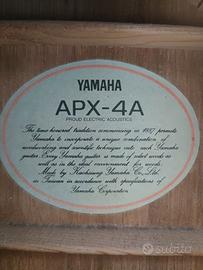 YAMAHA
APX-4A
PROUD ELECTRIC ACOUSTICS
The time honored tradition commencing in 1887 permits
Yamaha to incorporate a unique combination of
woodworking and scientific technique into each Yamaha
guitar. Every Yamaha guitar is made of select woods as
well as in the ideal environment for woods.
Made by Kaohsiung Yamaha Co., Ltd.
in Taiwan in accordance with specifications of
Yamaha Corporation
subito